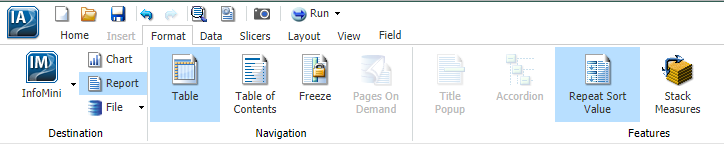 IA
Run
Home Insert Format Data Slicers Layout View Field
IM
InfoMini
Chart
Report
File
Destination
Table
Table of
Contents
Freeze
Pages On
Demand
Navigation
Title
Popup
Accordion
Repeat Sort
Value
Stack
Measures
Features